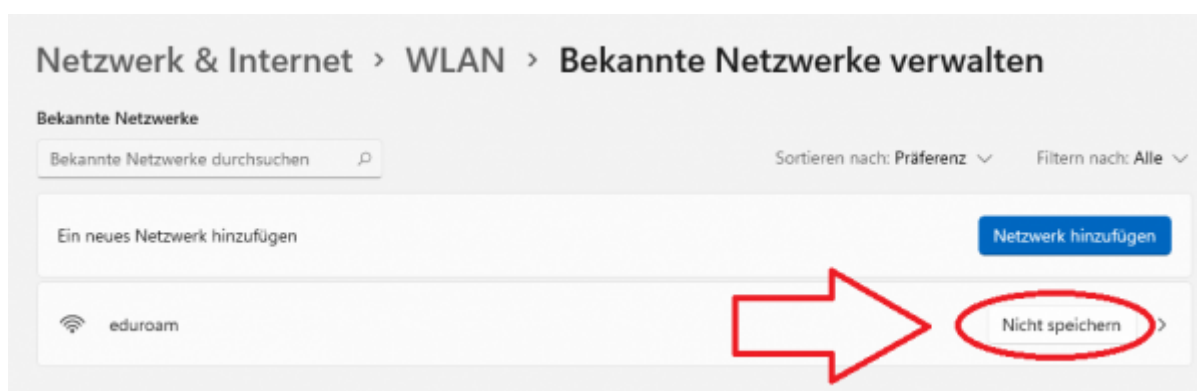 Netzwerk & Internet > WLAN > Bekannte Netzwerke verwalten
Bekannte Netzwerke
Bekannte Netzwerke durchsuchen
Sortieren nach: Präferenz
Filtern nach: Alle
Ein neues Netzwerk hinzufügen
Netzwerk hinzufügen
eduroam
Nicht speichern